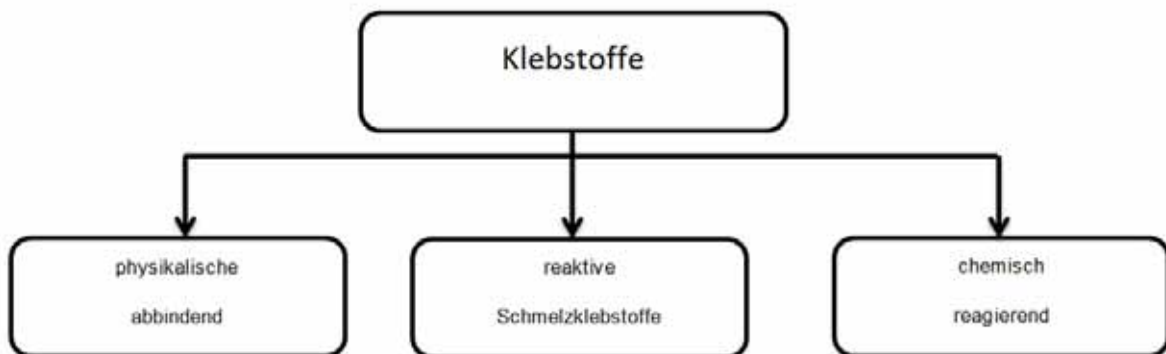 Klebstoffe
physikalische
abbindend
reaktive
Schmelzklebstoffe
chemisch
reagierend